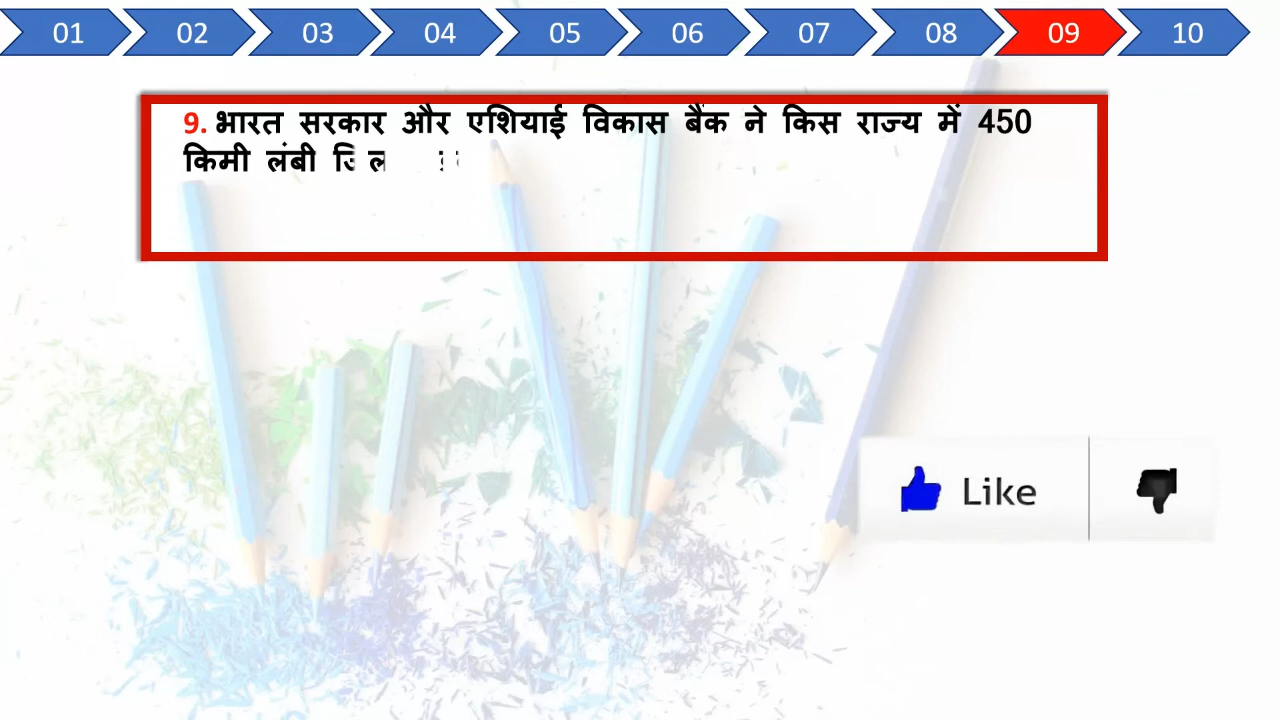 01 02 03 04 05 06 07 08 09 10
9. भारत सरकार और एशियाई विकास बैंक ने किस राज्य में 450
किमी लंबी
Like